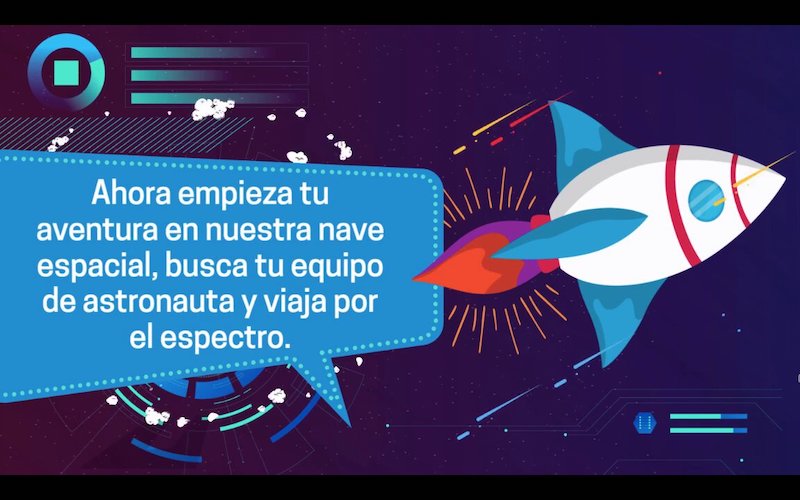 Ahora empieza tu
aventura en nuestra nave
espacial, busca tu equipo
de astronauta y viaja por
el espectro.